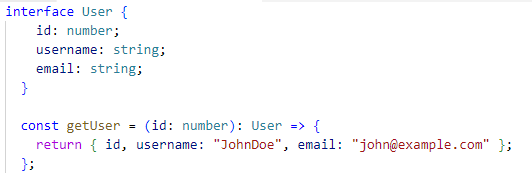 interface User {
id: number;
username: string;
email: string;
}
const getUser = (id: number): User => {
return { id, username: "JohnDoe", email: "john@example.com" };
};